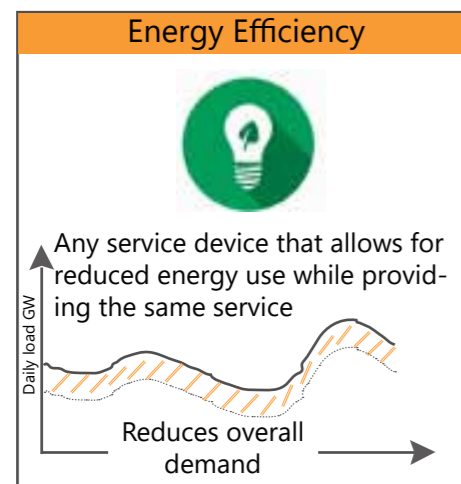 Energy Efficiency
Any service device that allows for
reduced energy use while provid-
ing the same service
Daily load GW
Reduces overall
demand